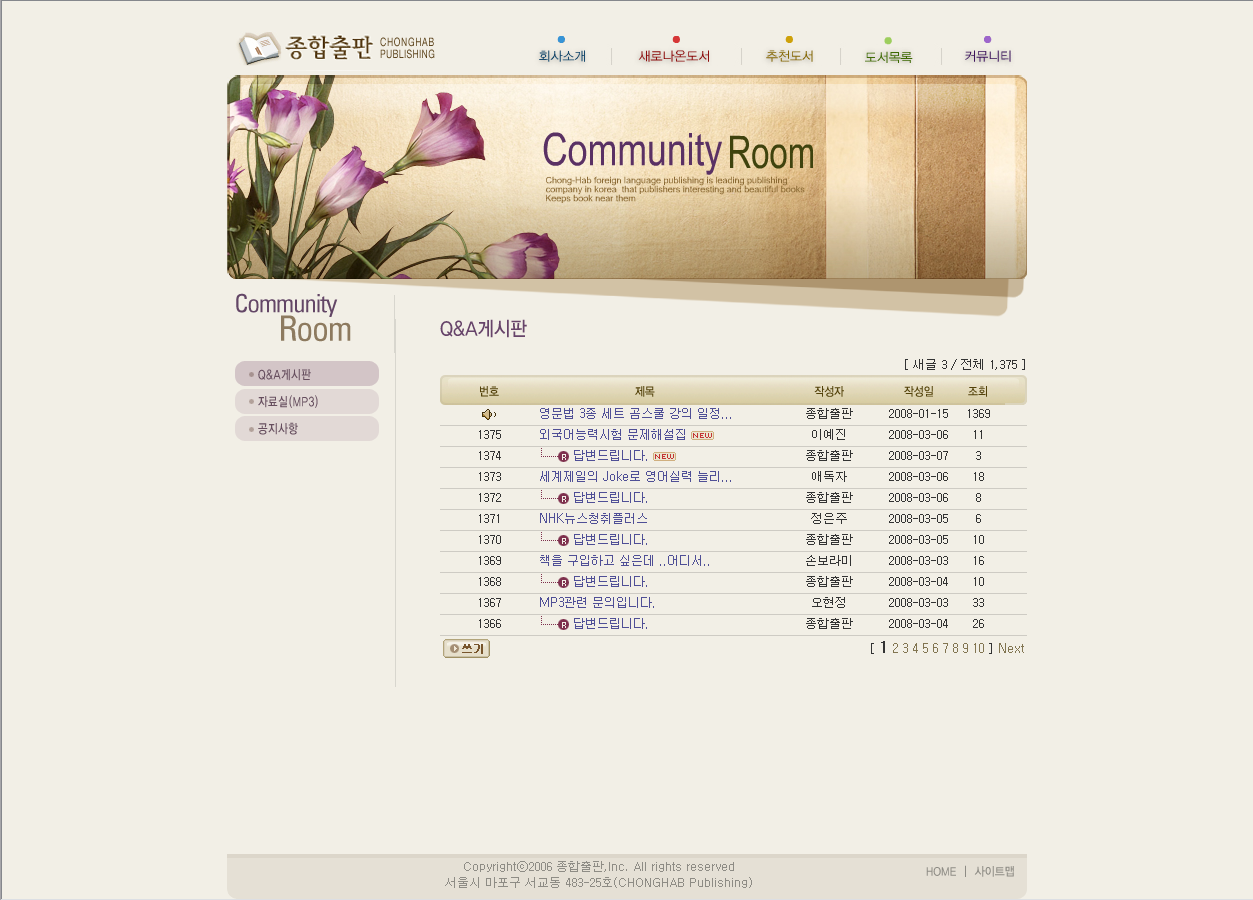 종합출판 CHONGHAB PUBLISHING
회사소개 새로나온도서 추천도서 도서목록 커뮤니티
Community Room
Chong-Hab foreign language publishing is leading publishing
company in korea that publishers interesting and beautiful books
Keeps book near them
Community
Room
Q&A게시판
자료실(MP3)
공지사항
Q&A게시판
[ 새글 3 / 전체 1,375 ]
번호 제목 작성자 작성일 조회
영문법 3종 세트 곰스쿨 강의 일정... 종합출판 2008-01-15 1369
1375 외국어능력시험 문제해설집 NEW 이예진 2008-03-06 11
1374 R 답변드립니다. NEW 종합출판 2008-03-07 3
1373 세계제일의 Joke로 영어실력 늘리... 애독자 2008-03-06 18
1372 R 답변드립니다. 종합출판 2008-03-06 8
1371 NHK뉴스청취플러스 정은주 2008-03-05 6
1370 R 답변드립니다. 종합출판 2008-03-05 10
1369 책을 구입하고 싶은데 ..어디서.. 손보라미 2008-03-03 16
1368 R 답변드립니다. 종합출판 2008-03-04 10
1367 MP3관련 문의입니다. 오현정 2008-03-03 33
1366 R 답변드립니다. 종합출판 2008-03-04 26
쓰기 [ 1 2 3 4 5 6 7 8 9 10 ] Next
Copyrightⓒ2006 종합출판,Inc. All rights reserved
서울시 마포구 서교동 483-25호(CHONGHAB Publishing)
HOME | 사이트맵